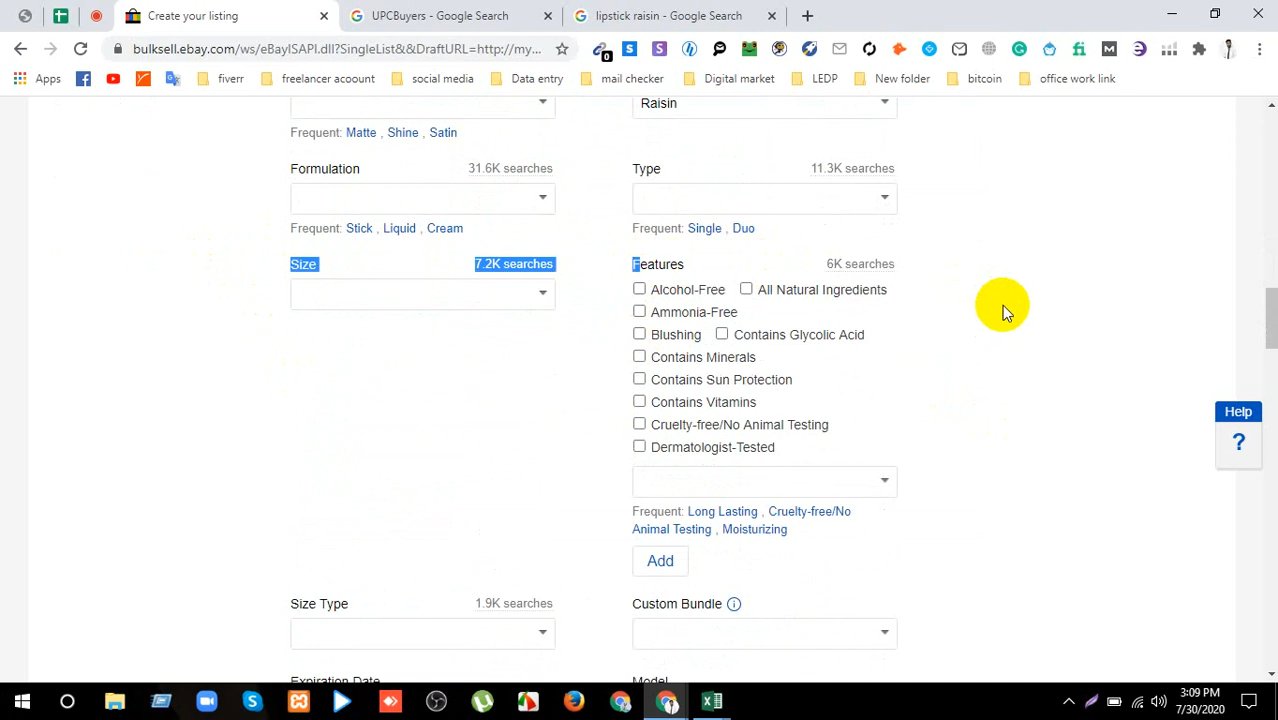 Create your listing
UPCBuyers - Google Search
lipstick raisin - Google Search
bulksell.ebay.com/ws/eBayISAPI.dll?SingleList&&DraftURL=http://my...
0
Apps
fiverr
freelancer acoount
social media
Data entry
mail checker
Digital market
LEDP
New folder
bitcoin
office work link
Raisin
Frequent: Matte , Shine , Satin
Formulation 31.6K searches
Type 11.3K searches
Frequent: Stick , Liquid , Cream
Frequent: Single , Duo
Size 7.2K searches
Features 6K searches
Alcohol-Free All Natural Ingredients
Ammonia-Free
Blushing Contains Glycolic Acid
Contains Minerals
Contains Sun Protection
Contains Vitamins
Cruelty-free/No Animal Testing
Dermatologist-Tested
Frequent: Long Lasting , Cruelty-free/No
Animal Testing , Moisturizing
Add
Size Type 1.9K searches
Custom Bundle
Expiration Date
Model
Help
?
3:09 PM
7/30/2020